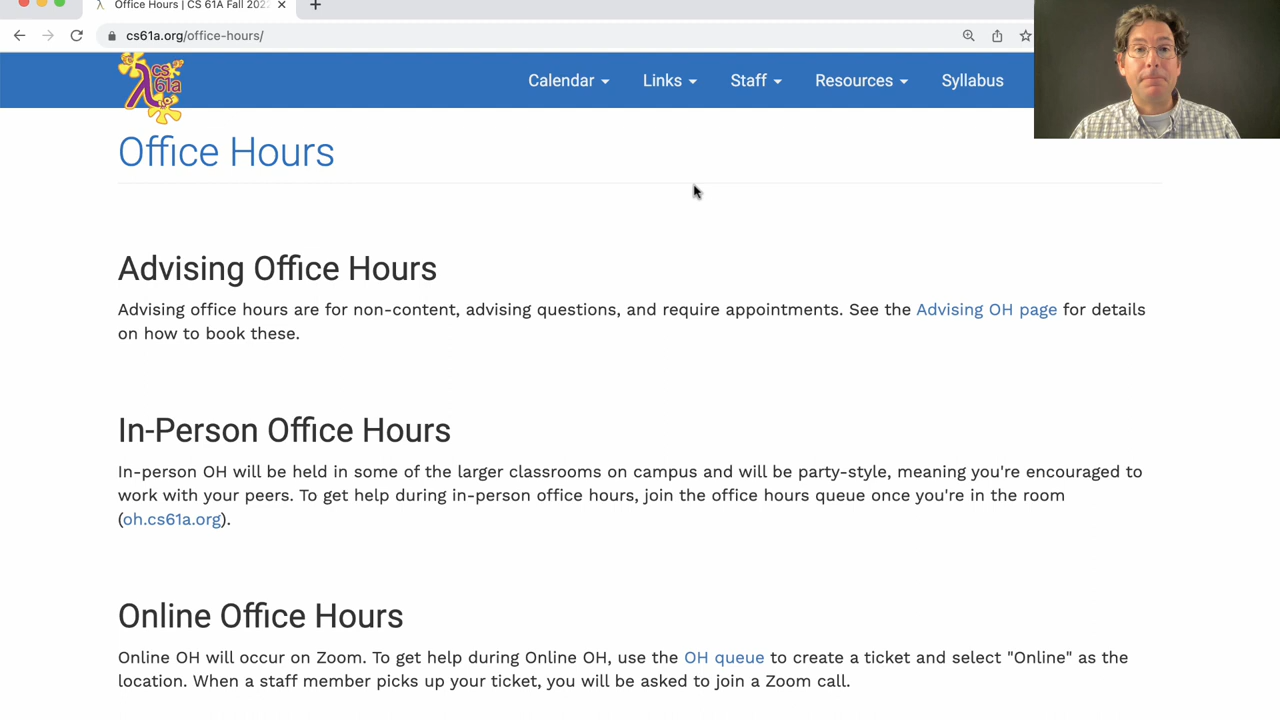 Office Hours | CS 61A Fall 202
cs61a.org/office-hours/
cs
61a
Calendar
Links
Staff
Resources
Syllabus
Office Hours
Advising Office Hours
Advising office hours are for non-content, advising questions, and require appointments. See the Advising OH page for details
on how to book these.
In-Person Office Hours
In-person OH will be held in some of the larger classrooms on campus and will be party-style, meaning you're encouraged to
work with your peers. To get help during in-person office hours, join the office hours queue once you're in the room
(oh.cs61a.org).
Online Office Hours
Online OH will occur on Zoom. To get help during Online OH, use the OH queue to create a ticket and select "Online" as the
location. When a staff member picks up your ticket, you will be asked to join a Zoom call.